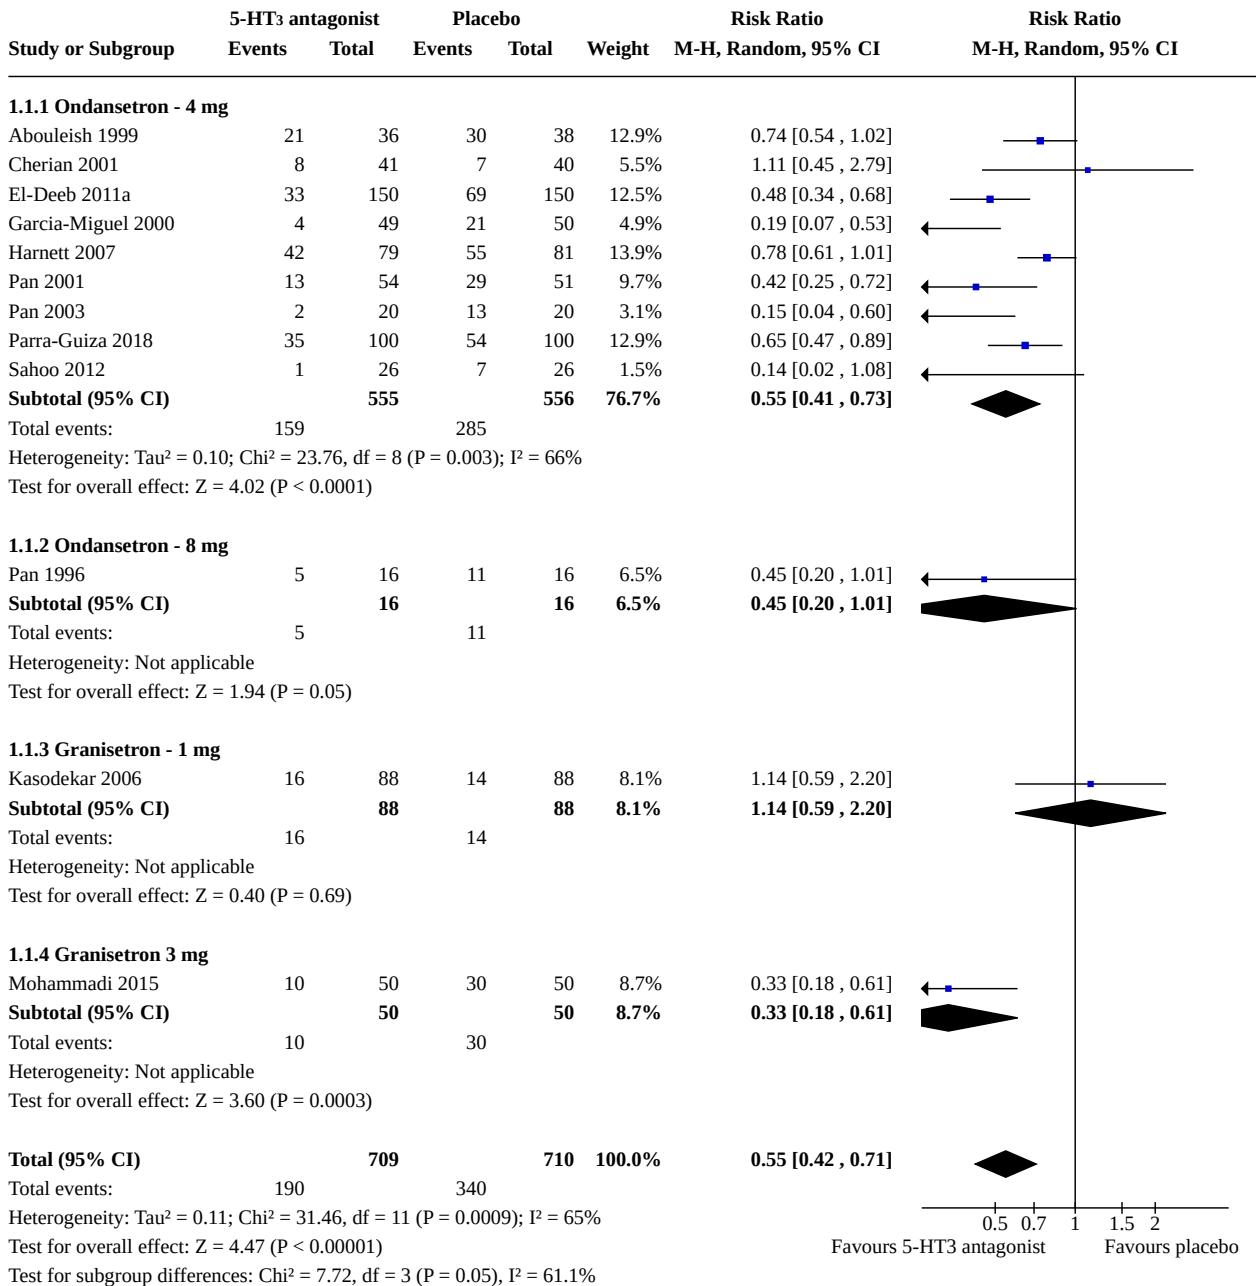 5-HT₃ antagonist Placebo Risk Ratio Risk Ratio
Study or Subgroup Events Total Events Total Weight M-H, Random, 95% CI M-H, Random, 95% CI
1.1.1 Ondansetron - 4 mg
Abouleish 1999 21 36 30 38 12.9% 0.74 [0.54 , 1.02]
Cherian 2001 8 41 7 40 5.5% 1.11 [0.45 , 2.79]
El-Deeb 2011a 33 150 69 150 12.5% 0.48 [0.34 , 0.68]
Garcia-Miguel 2000 4 49 21 50 4.9% 0.19 [0.07 , 0.53]
Harnett 2007 42 79 55 81 13.9% 0.78 [0.61 , 1.01]
Pan 2001 13 54 29 51 9.7% 0.42 [0.25 , 0.72]
Pan 2003 2 20 13 20 3.1% 0.15 [0.04 , 0.60]
Parra-Guiza 2018 35 100 54 100 12.9% 0.65 [0.47 , 0.89]
Sahoo 2012 1 26 7 26 1.5% 0.14 [0.02 , 1.08]
Subtotal (95% CI) 555 556 76.7% 0.55 [0.41 , 0.73]
Total events: 159 285
Heterogeneity: Tau² = 0.10; Chi² = 23.76, df = 8 (P = 0.003); I² = 66%
Test for overall effect: Z = 4.02 (P < 0.0001)
1.1.2 Ondansetron - 8 mg
Pan 1996 5 16 11 16 6.5% 0.45 [0.20 , 1.01]
Subtotal (95% CI) 16 16 6.5% 0.45 [0.20 , 1.01]
Total events: 5 11
Heterogeneity: Not applicable
Test for overall effect: Z = 1.94 (P = 0.05)
1.1.3 Granisetron - 1 mg
Kasodekar 2006 16 88 14 88 8.1% 1.14 [0.59 , 2.20]
Subtotal (95% CI) 88 88 8.1% 1.14 [0.59 , 2.20]
Total events: 16 14
Heterogeneity: Not applicable
Test for overall effect: Z = 0.40 (P = 0.69)
1.1.4 Granisetron 3 mg
Mohammadi 2015 10 50 30 50 8.7% 0.33 [0.18 , 0.61]
Subtotal (95% CI) 50 50 8.7% 0.33 [0.18 , 0.61]
Total events: 10 30
Heterogeneity: Not applicable
Test for overall effect: Z = 3.60 (P = 0.0003)
Total (95% CI) 709 710 100.0% 0.55 [0.42 , 0.71]
Total events: 190 340
Heterogeneity: Tau² = 0.11; Chi² = 31.46, df = 11 (P = 0.0009); I² = 65%
0.5 0.7 1 1.5 2
Test for overall effect: Z = 4.47 (P < 0.00001) Favours 5-HT3 antagonist Favours placebo
Test for subgroup differences: Chi² = 7.72, df = 3 (P = 0.05), I² = 61.1%